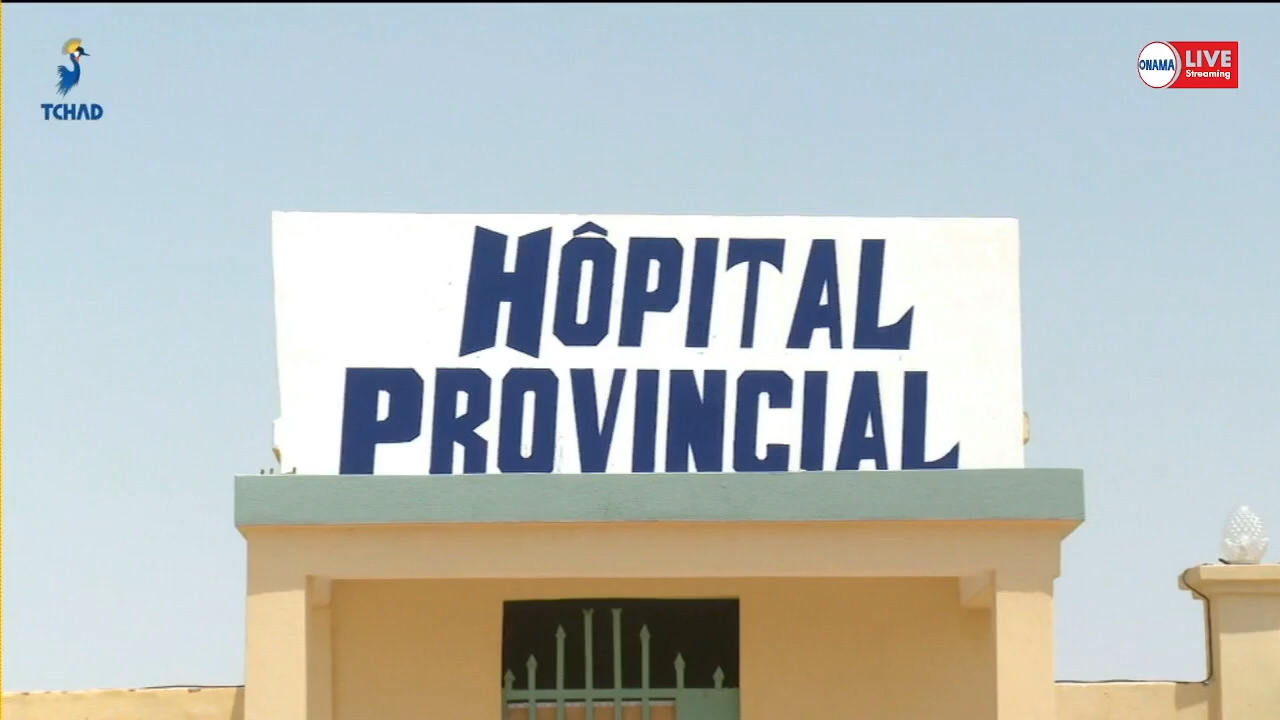 TCHAD
ONAMA LIVE
Streaming
HÔPITAL
PROVINCIAL